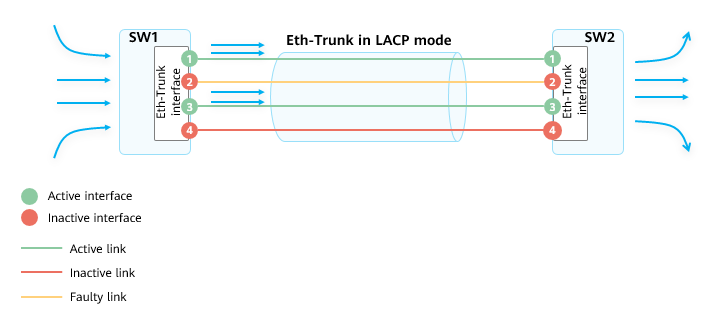 SW1
Eth-Trunk in LACP mode
SW2
Eth-Trunk
interface
1
2
3
4
1
2
3
4
Eth-Trunk
interface
Active interface
Inactive interface
Active link
Inactive link
Faulty link